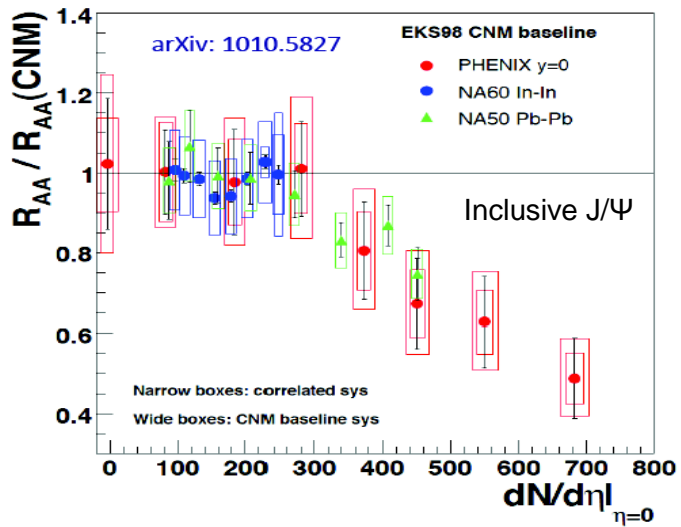 arXiv: 1010.5827
EKS98 CNM baseline
PHENIX y=0
NA60 In-In
NA50 Pb-Pb
Inclusive J/Ψ
Narrow boxes: correlated sys
Wide boxes: CNM baseline sys
R_AA / R_AA(CNM)
1.4
1.2
1
0.8
0.6
0.4
0 100 200 300 400 500 600 700 800
dN/dη|η=0